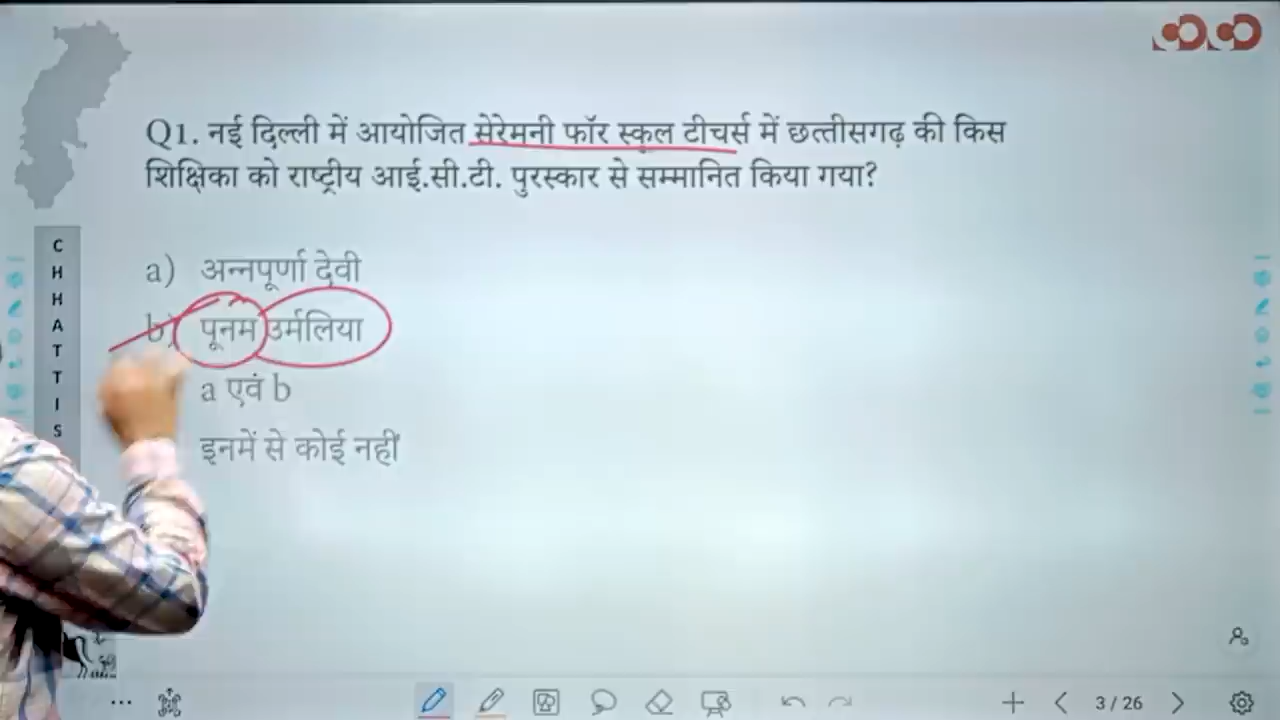 Q1. नई दिल्ली में आयोजित सेरेमनी फॉर स्कूल टीचर्स में छत्तीसगढ़ की किस
शिक्षिका को राष्ट्रीय आई.सी.टी. पुरस्कार से सम्मानित किया गया?
a) अन्नपूर्णा देवी
b) पूनम उर्मलिया
a एवं b
इनमें से कोई नहीं
C
H
H
A
T
T
I
S
3 / 26